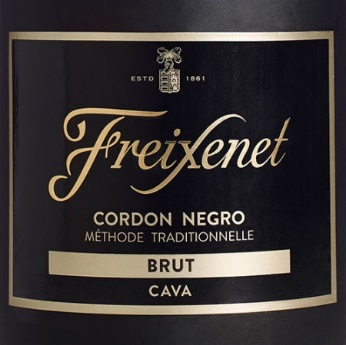 ESTD 1861
Freixenet
CORDON NEGRO
MÉTHODE TRADITIONNELLE
BRUT
CAVA